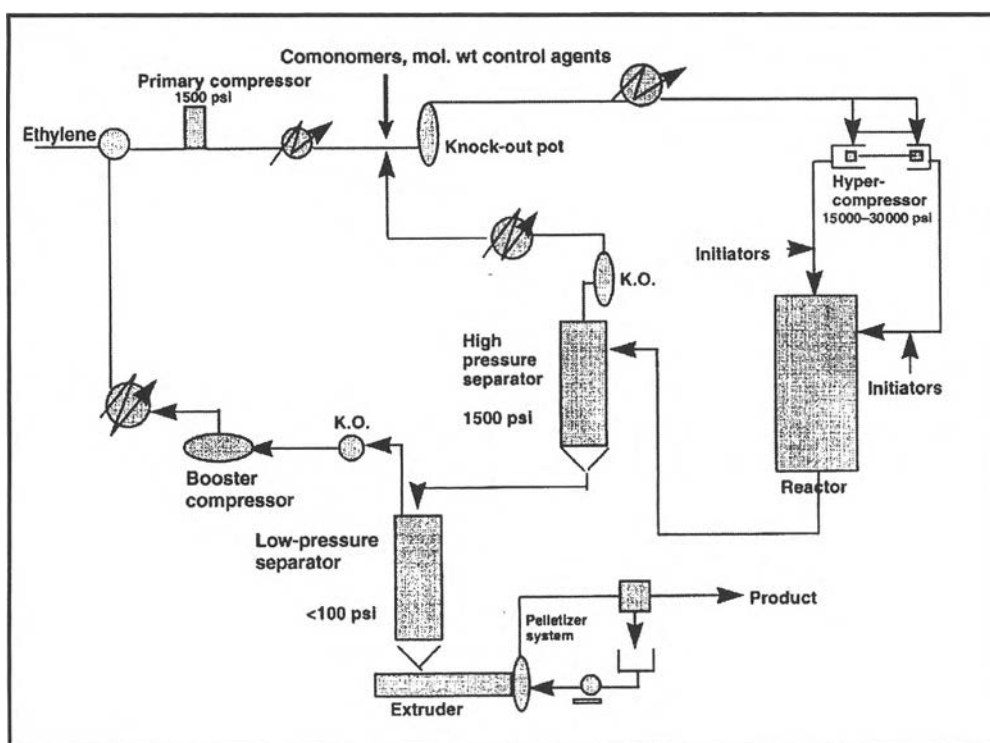 Comonomers, mol. wt control agents
Primary compressor
1500 psi
Ethylene
Knock-out pot
Hyper-
compressor
15000–30000 psi
Initiators
K.O.
High
pressure
separator
1500 psi
Initiators
K.O.
Booster
compressor
Reactor
Low-pressure
separator
<100 psi
Pelletizer
system
Product
Extruder